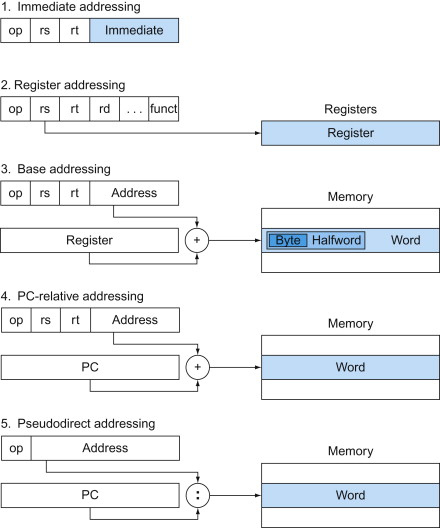 1. Immediate addressing
op rs rt Immediate
2. Register addressing
op rs rt rd ... funct
Registers
Register
3. Base addressing
op rs rt Address
Memory
Register + Byte Halfword Word
4. PC-relative addressing
op rs rt Address
Memory
PC + Word
5. Pseudodirect addressing
op Address
Memory
PC : Word